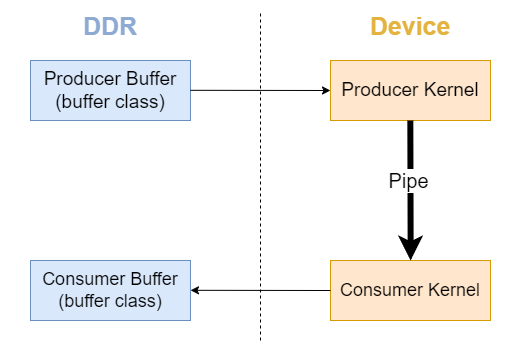 DDR
Device
Producer Buffer
(buffer class)
Producer Kernel
Pipe
Consumer Buffer
(buffer class)
Consumer Kernel